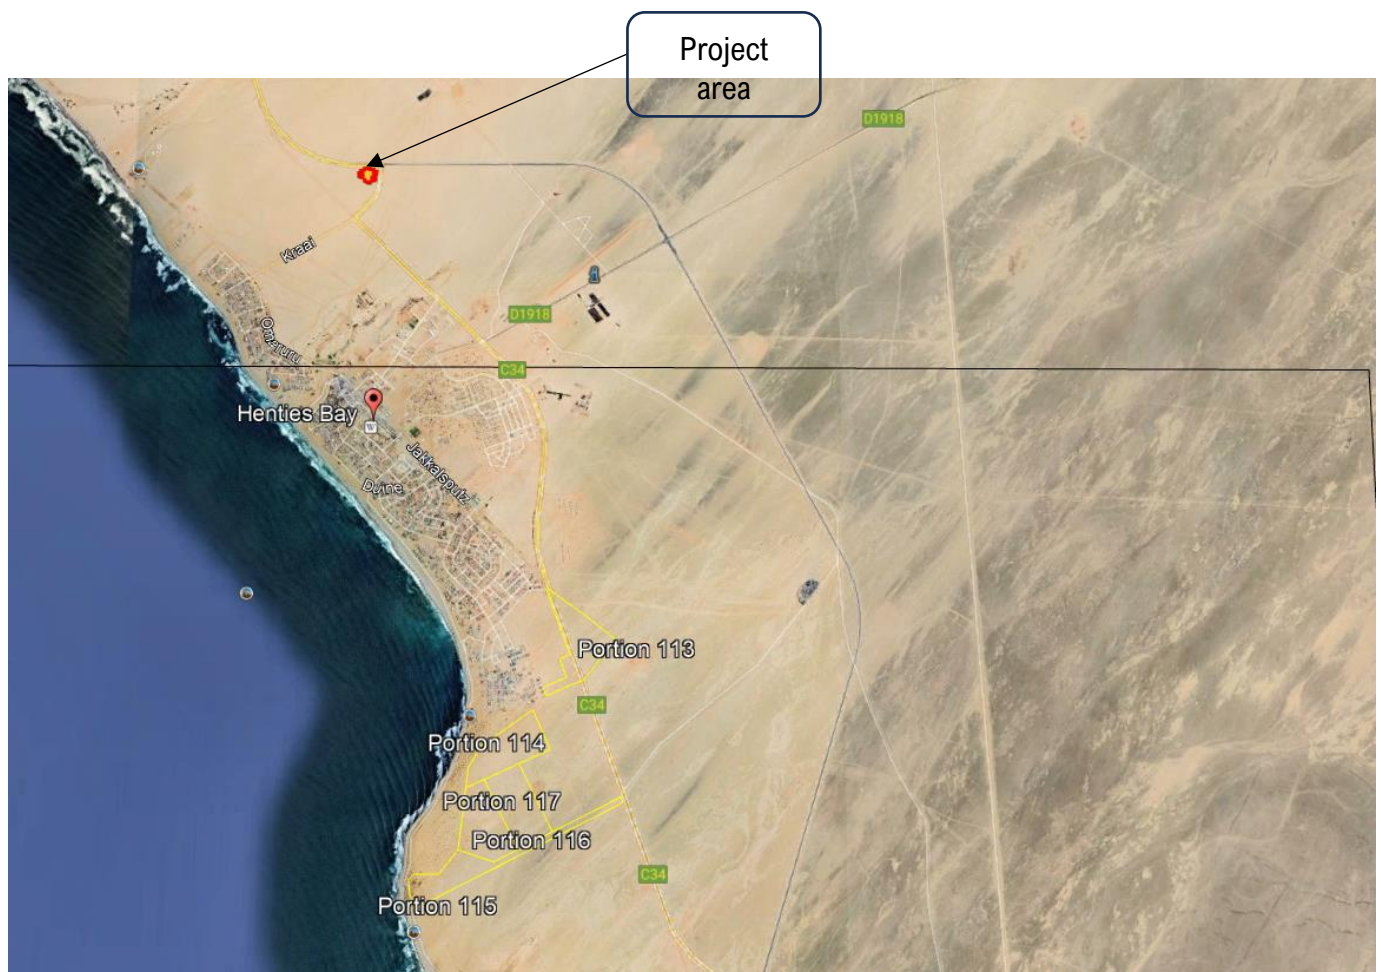 Project
area
D1918
Kraai
D1918
Omaruru
C34
Henties Bay
W
Jakkalsputz
Duine
Portion 113
C34
Portion 114
Portion 117
Portion 116
C34
Portion 115